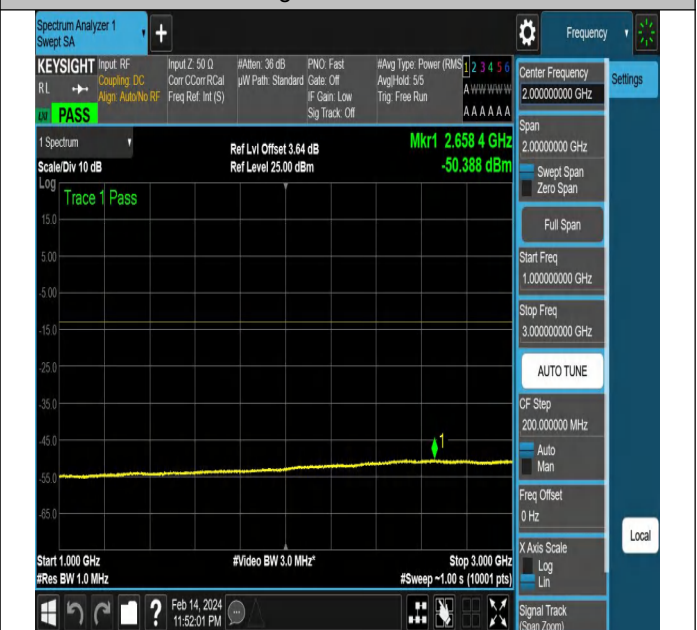 Spectrum Analyzer 1
Swept SA
+
Frequency
KEYSIGHT
RL
PASS
Input: RF
Coupling: DC
Align: Auto/No RF
Input Z: 50 Ω
Corr CCorr RCal
Freq Ref: Int (S)
#Atten: 36 dB
µW Path: Standard
PNO: Fast
Gate: Off
IF Gain: Low
Sig Track: Off
#Avg Type: Power (RMS
Avg|Hold: 5/5
Trig: Free Run
1 2 3 4 5 6
A W W W W W
A A A A A A
Center Frequency
2.000000000 GHz
Settings
Span
2.00000000 GHz
Swept Span
Zero Span
Full Span
Start Freq
1.000000000 GHz
Stop Freq
3.000000000 GHz
AUTO TUNE
CF Step
200.000000 MHz
Auto
Man
Freq Offset
0 Hz
X Axis Scale
Log
Lin
Signal Track
(Span Zoom)
Local
1 Spectrum
Scale/Div 10 dB
Ref Lvl Offset 3.64 dB
Ref Level 25.00 dBm
Mkr1 2.658 4 GHz
-50.388 dBm
Log
Trace 1 Pass
15.0
5.00
-5.00
-15.0
-25.0
-35.0
-45.0
-55.0
-65.0
1
Start 1.000 GHz
#Res BW 1.0 MHz
#Video BW 3.0 MHz*
Stop 3.000 GHz
#Sweep ~1.00 s (10001 pts)
?
Feb 14, 2024
11:52:01 PM